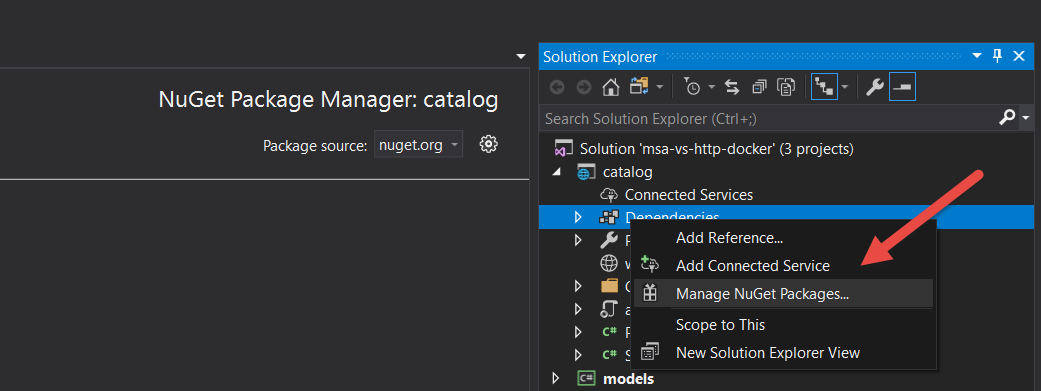 NuGet Package Manager: catalog
Package source: nuget.org
Solution Explorer
Search Solution Explorer (Ctrl+;)
Solution 'msa-vs-http-docker' (3 projects)
catalog
Connected Services
Dependencies
Add Reference...
Add Connected Service
Manage NuGet Packages...
Scope to This
New Solution Explorer View
C#
C#
C# models